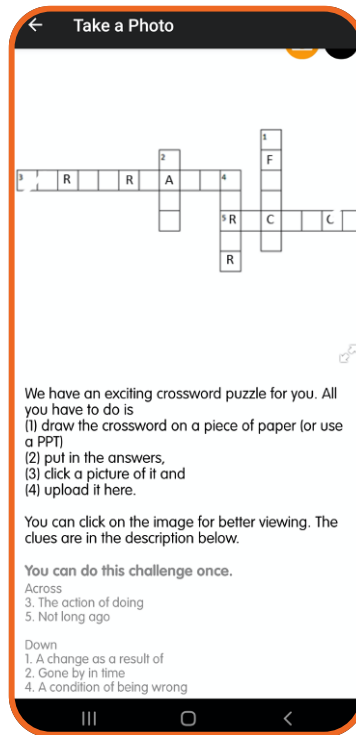 Take a Photo
1
2
F
3 R R A 4
5 R C C
R
We have an exciting crossword puzzle for you. All
you have to do is
(1) draw the crossword on a piece of paper (or use
a PPT)
(2) put in the answers,
(3) click a picture of it and
(4) upload it here.
You can click on the image for better viewing. The
clues are in the description below.
You can do this challenge once.
Across
3. The action of doing
5. Not long ago
Down
1. A change as a result of
2. Gone by in time
4. A condition of being wrong